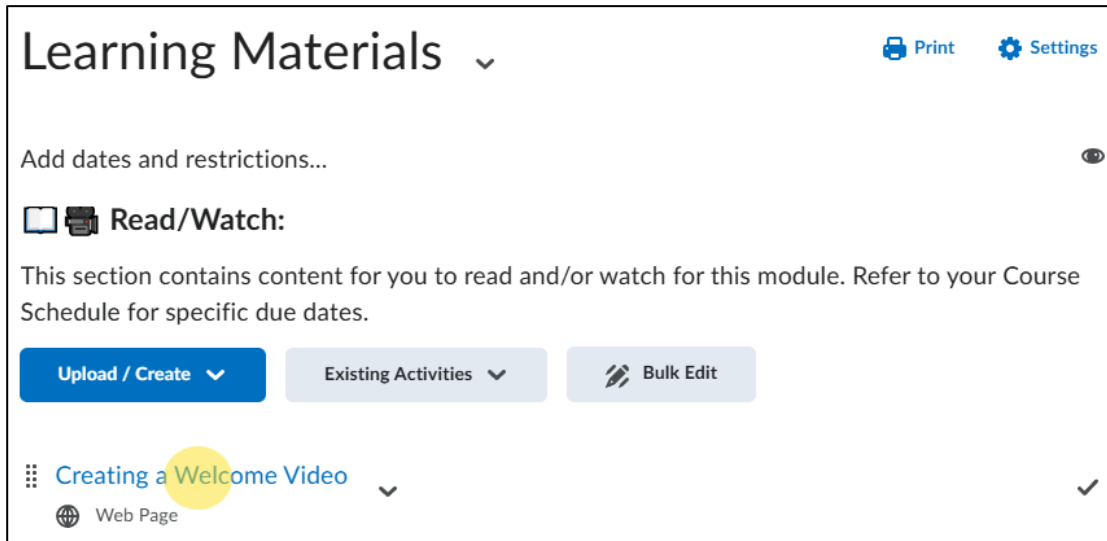 Learning Materials
Print
Settings
Add dates and restrictions...
Read/Watch:
This section contains content for you to read and/or watch for this module. Refer to your Course
Schedule for specific due dates.
Upload / Create
Existing Activities
Bulk Edit
Creating a Welcome Video
Web Page